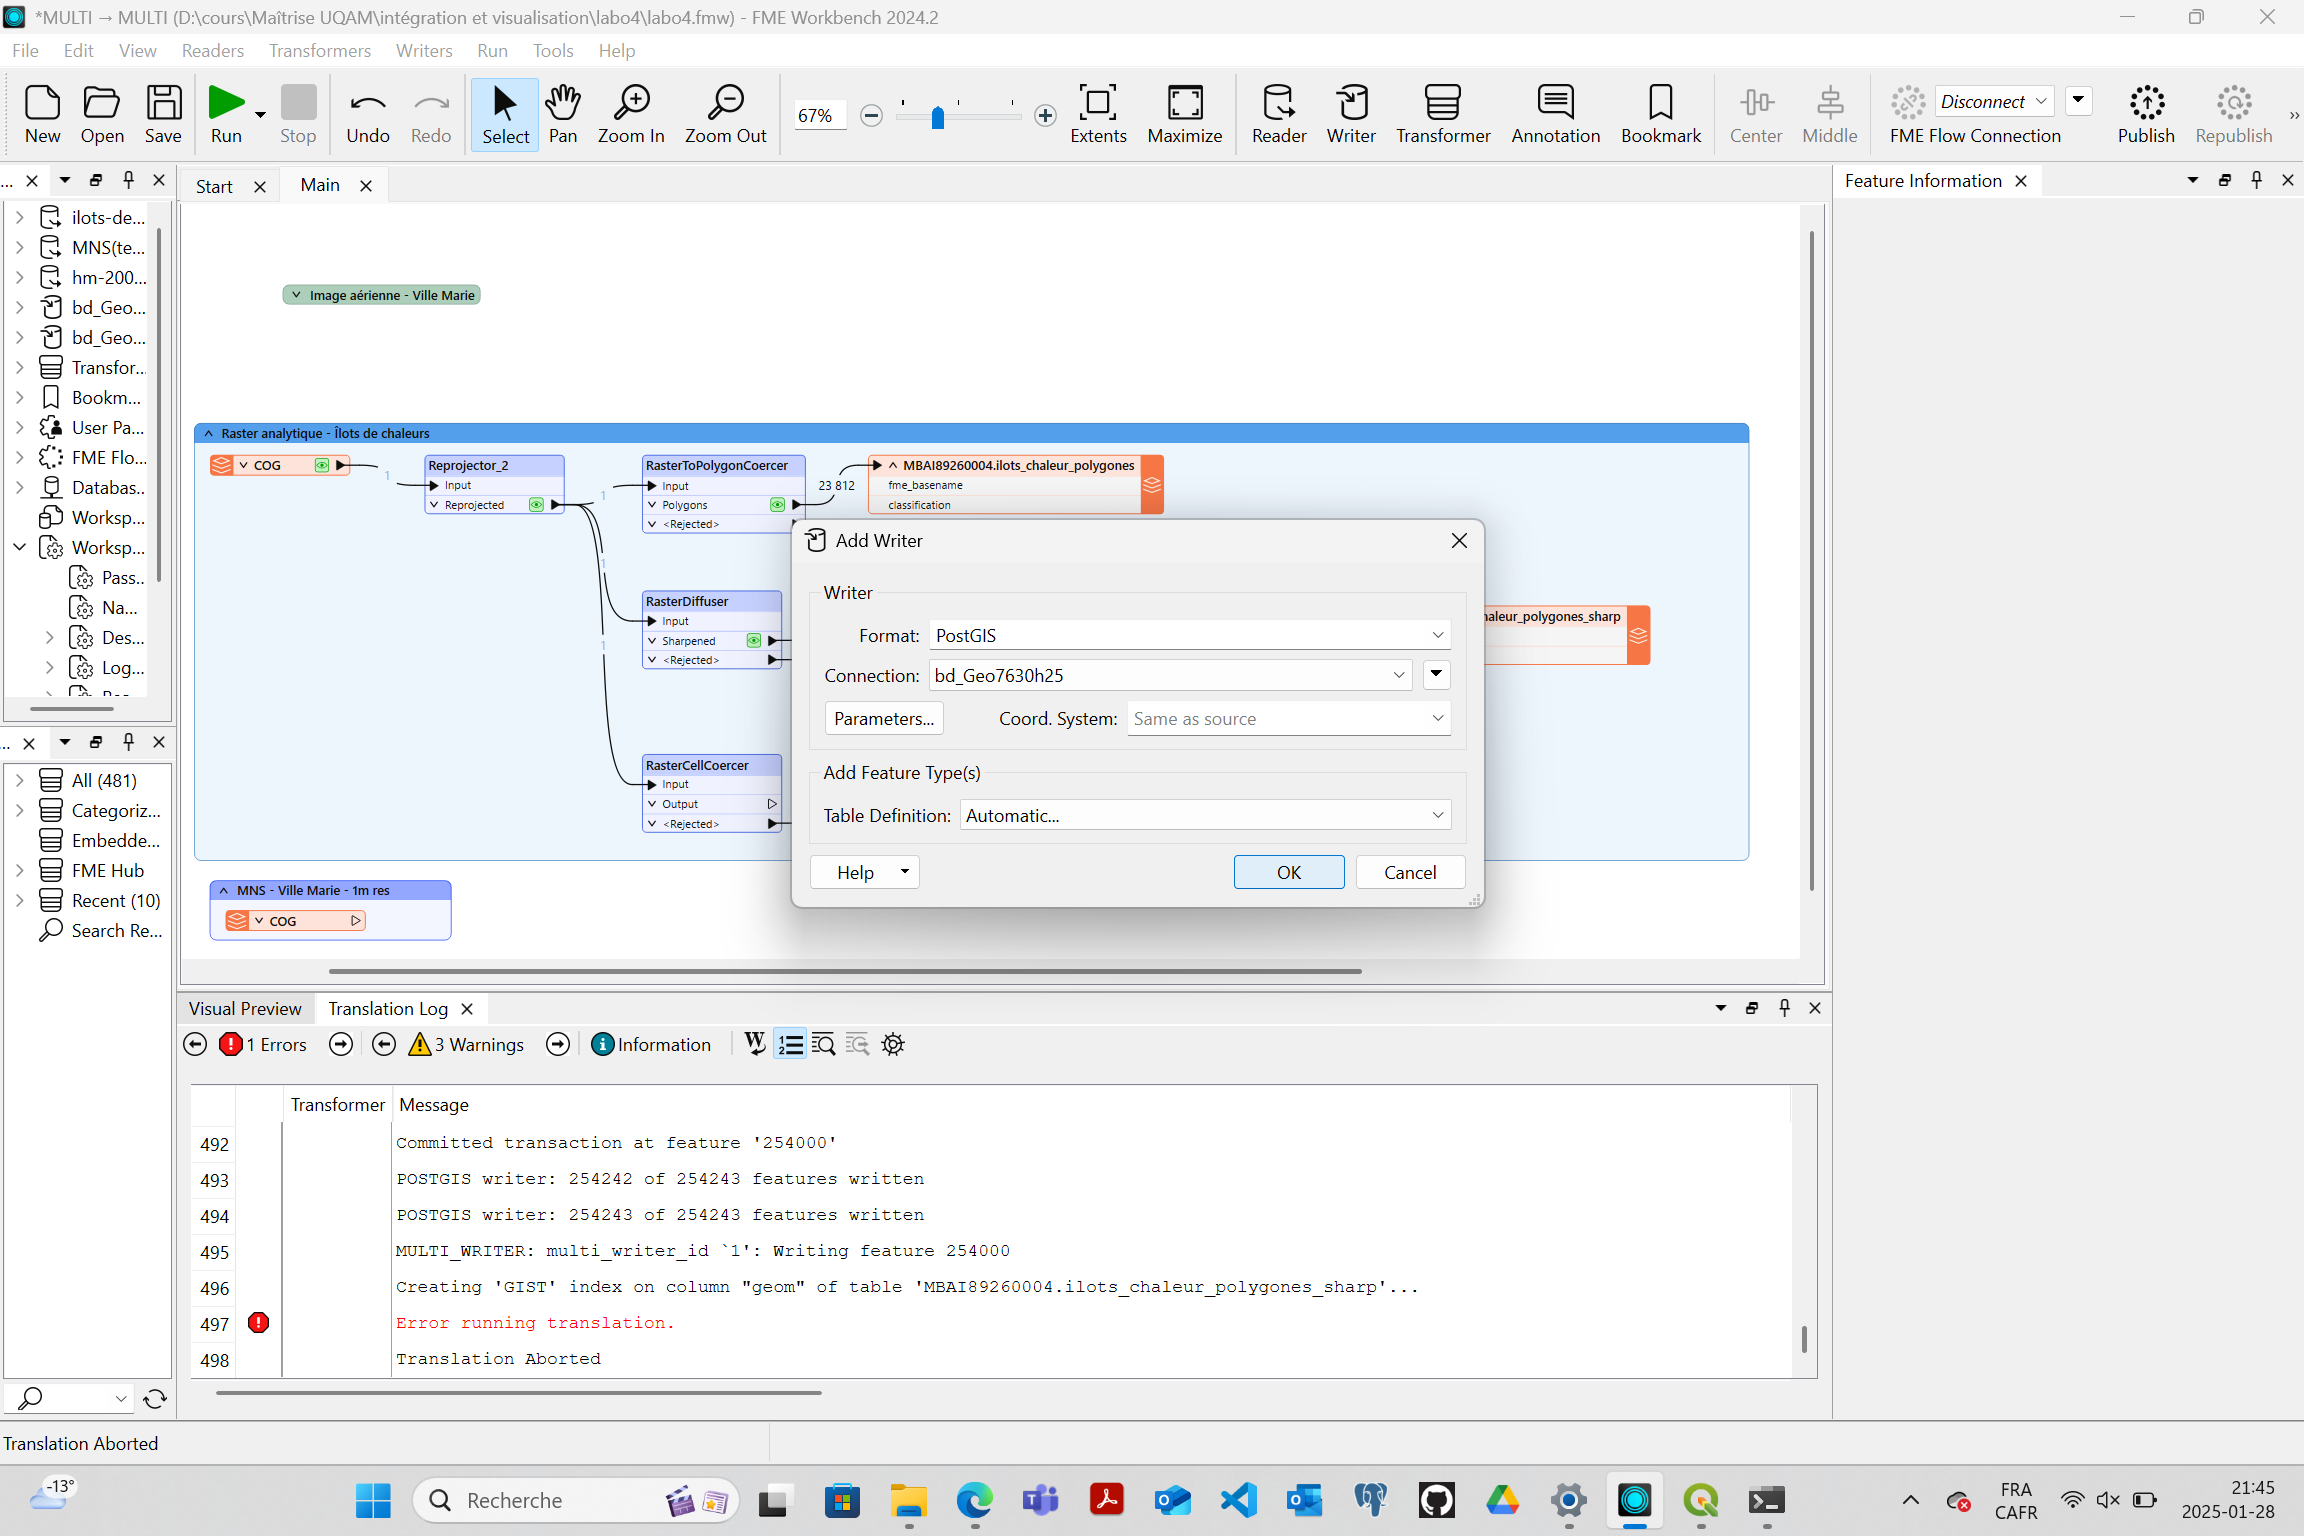 *MULTI → MULTI (D:\cours\Maîtrise UQAM\intégration et visualisation\labo4\labo4.fmw) - FME Workbench 2024.2
File Edit View Readers Transformers Writers Run Tools Help
New Open Save Run Stop Undo Redo Select Pan Zoom In Zoom Out 67% Extents Maximize Reader Writer Transformer Annotation Bookmark Center Middle Disconnect FME Flow Connection Publish Republish »
...
ilots-de...
MNS(te...
hm-200...
bd_Geo...
bd_Geo...
Transfor...
Bookm...
User Pa...
FME Flo...
Databas...
Worksp...
Worksp...
Pass...
Na...
Des...
Log...
...
All (481)
Categoriz...
Embedde...
FME Hub
Recent (10)
Search Re...
Start Main
Image aérienne - Ville Marie
Raster analytique - Îlots de chaleurs
COG
1
Reprojector_2
Input
Reprojected
1
1
1
RasterToPolygonCoercer
Input
Polygons
<Rejected>
23 812
MBAI89260004.ilots_chaleur_polygones
fme_basename
classification
RasterDiffuser
Input
Sharpened
<Rejected>
haleur_polygones_sharp
RasterCellCoercer
Input
Output
<Rejected>
MNS - Ville Marie - 1m res
COG
Add Writer
Writer
Format: PostGIS
Connection: bd_Geo7630h25
Parameters... Coord. System: Same as source
Add Feature Type(s)
Table Definition: Automatic...
Help OK Cancel
Feature Information
Visual Preview Translation Log
1 Errors 3 Warnings Information
Transformer Message
492 Committed transaction at feature '254000'
493 POSTGIS writer: 254242 of 254243 features written
494 POSTGIS writer: 254243 of 254243 features written
495 MULTI_WRITER: multi_writer_id `1': Writing feature 254000
496 Creating 'GIST' index on column "geom" of table 'MBAI89260004.ilots_chaleur_polygones_sharp'...
497 Error running translation.
498 Translation Aborted
Translation Aborted
-13°
Recherche
FRA
CAFR
21:45
2025-01-28